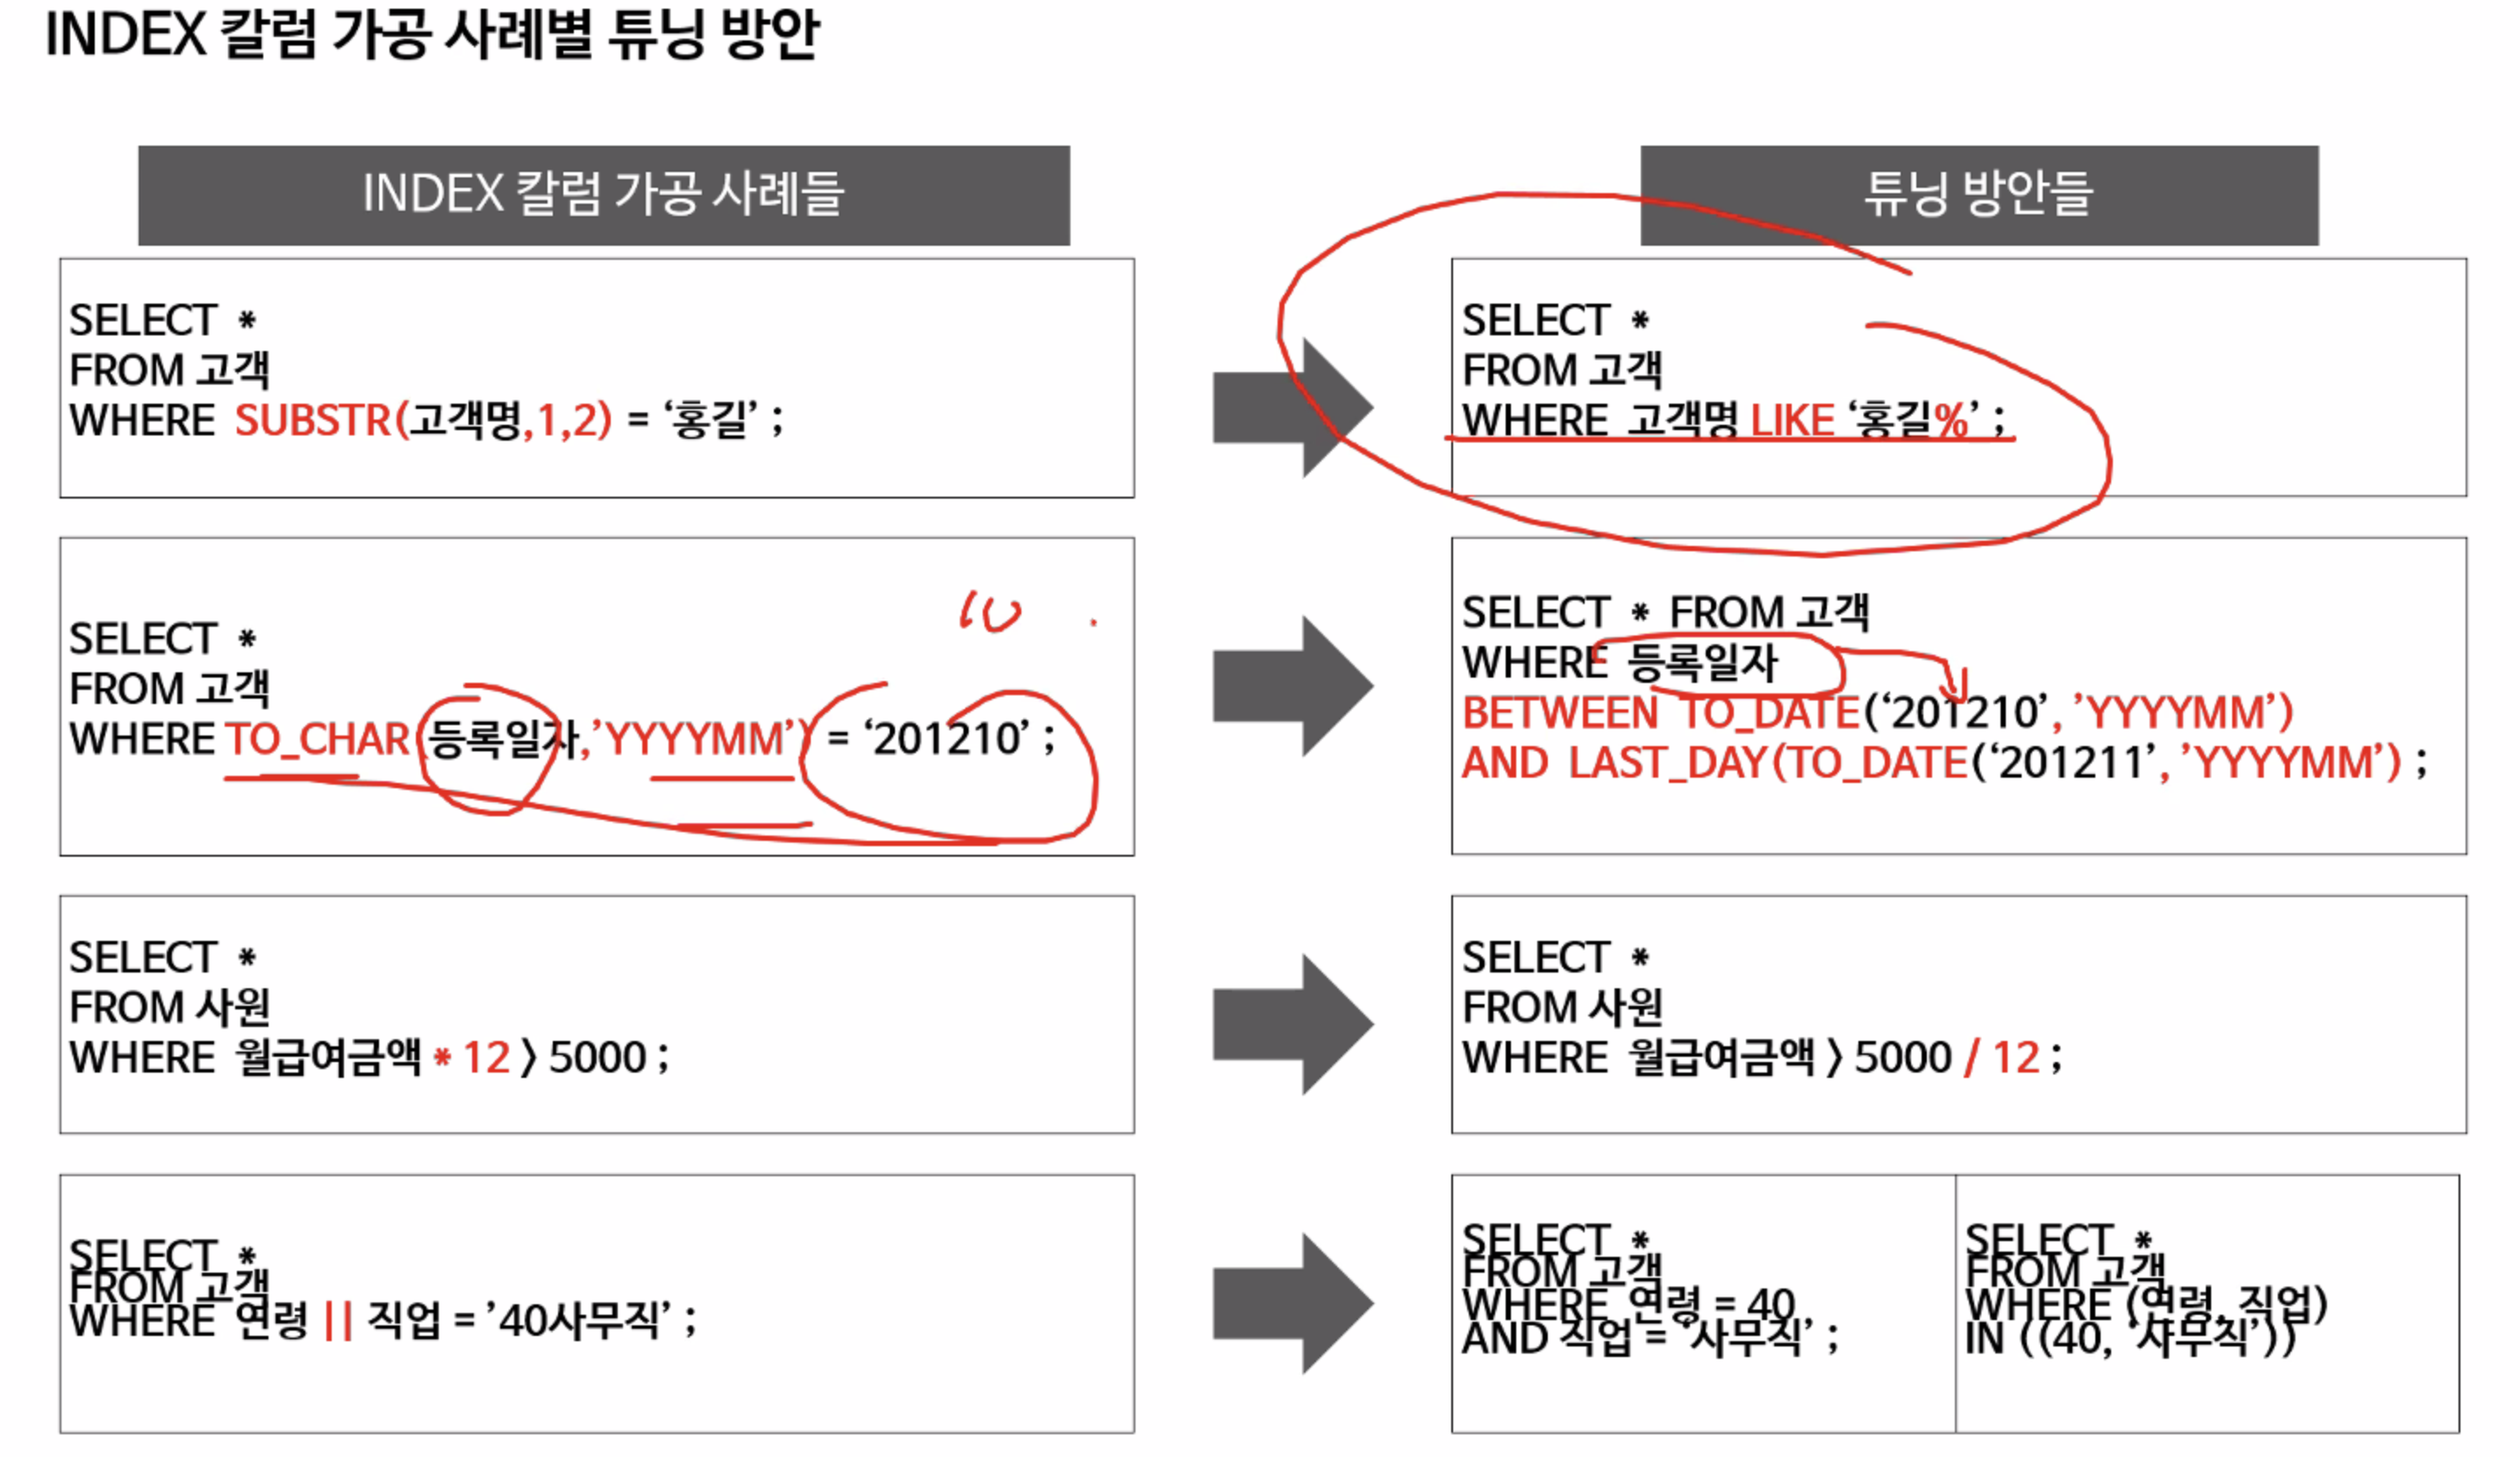 INDEX 칼럼 가공 사례별 튜닝 방안
INDEX 칼럼 가공 사례들
튜닝 방안들
SELECT *
FROM 고객
WHERE SUBSTR(고객명,1,2) = ‘홍길’ ;
SELECT *
FROM 고객
WHERE 고객명 LIKE ‘홍길%’ ;
10
SELECT *
FROM 고객
WHERE TO_CHAR(등록일자,’YYYYMM’) = ‘201210’ ;
SELECT * FROM 고객
WHERE 등록일자
BETWEEN TO_DATE(‘201210’, ’YYYYMM’)
AND LAST_DAY(TO_DATE(‘201211’, ’YYYYMM’) ;
SELECT *
FROM 사원
WHERE 월급여금액 * 12 > 5000 ;
SELECT *
FROM 사원
WHERE 월급여금액 > 5000 / 12 ;
SELECT *
FROM 고객
WHERE 연령 || 직업 = ’40사무직’ ;
SELECT *
FROM 고객
WHERE 연령 = 40
AND 직업 = ‘사무직’ ;
SELECT *
FROM 고객
WHERE (연령, 직업)
IN ((40, ‘사무직’))